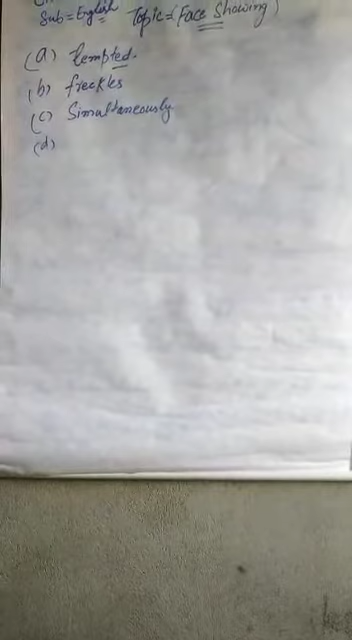 Sub=English Topic=(Face Showing)
(a) tempted.
(b) freckles
(c) Simultaneously
(d)